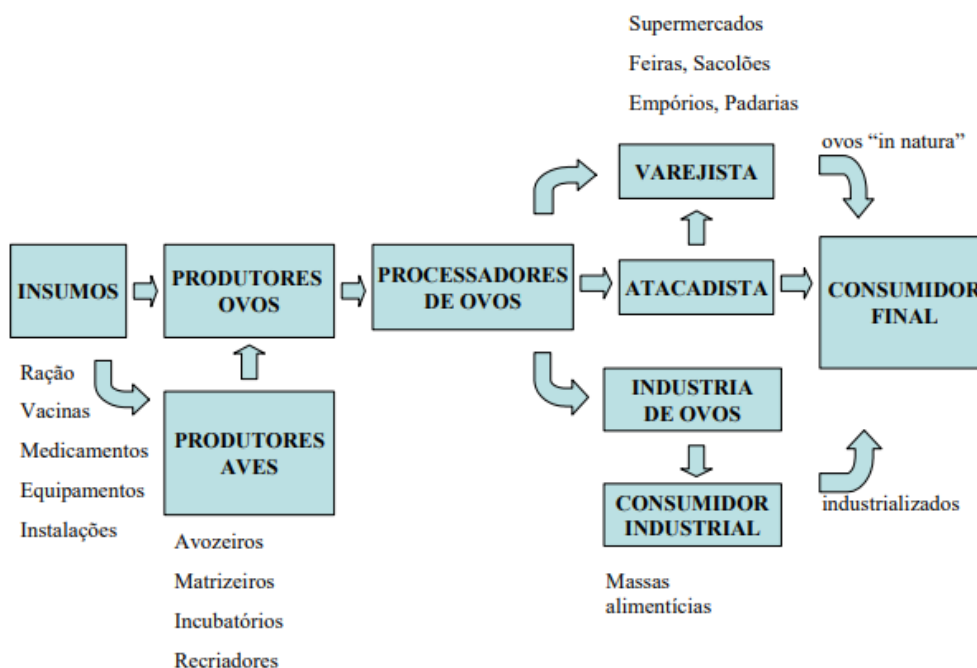 Supermercados
Feiras, Sacolões
Empórios, Padarias
ovos “in natura”
VAREJISTA
INSUMOS
PRODUTORES
OVOS
PROCESSADORES
DE OVOS
ATACADISTA
CONSUMIDOR
FINAL
Ração
Vacinas
Medicamentos
Equipamentos
Instalações
PRODUTORES
AVES
INDUSTRIA
DE OVOS
CONSUMIDOR
INDUSTRIAL
industrializados
Avozeiros
Matrizeiros
Incubatórios
Recriadores
Massas
alimentícias